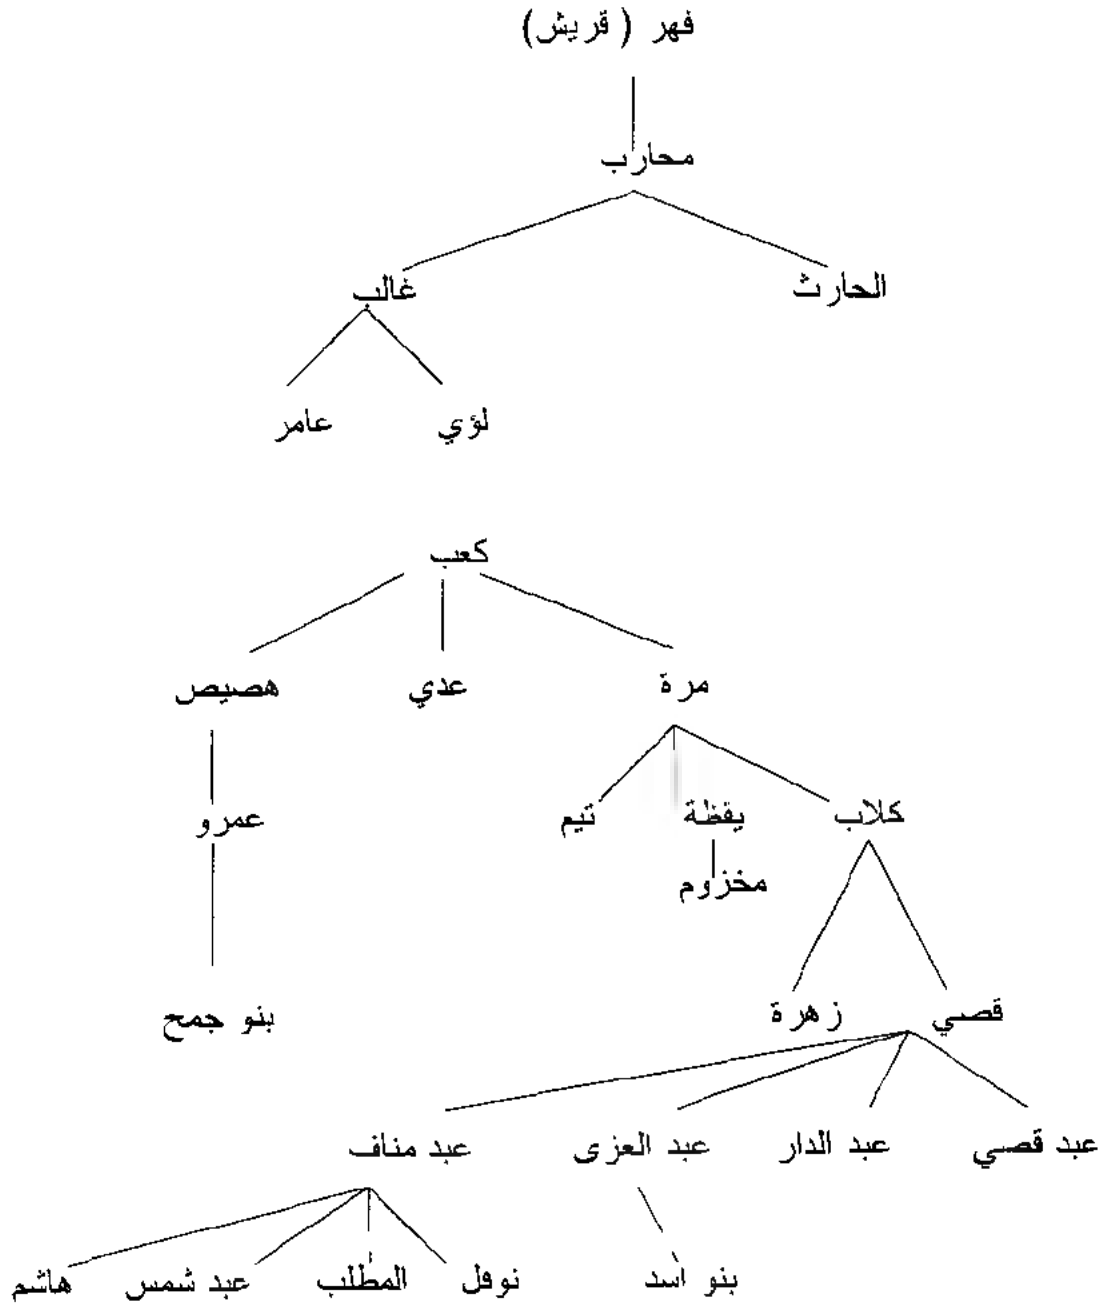 فهر ( قريش)
محارب
الحارث غالب
لؤي عامر
كعب
مرة عدي هصيص
كلاب يقظة تيم عمرو
مخزوم
قصي زهرة بنو جمح
عبد قصي عبد الدار عبد العزى عبد مناف
بنو أسد نوفل المطلب عبد شمس هاشم